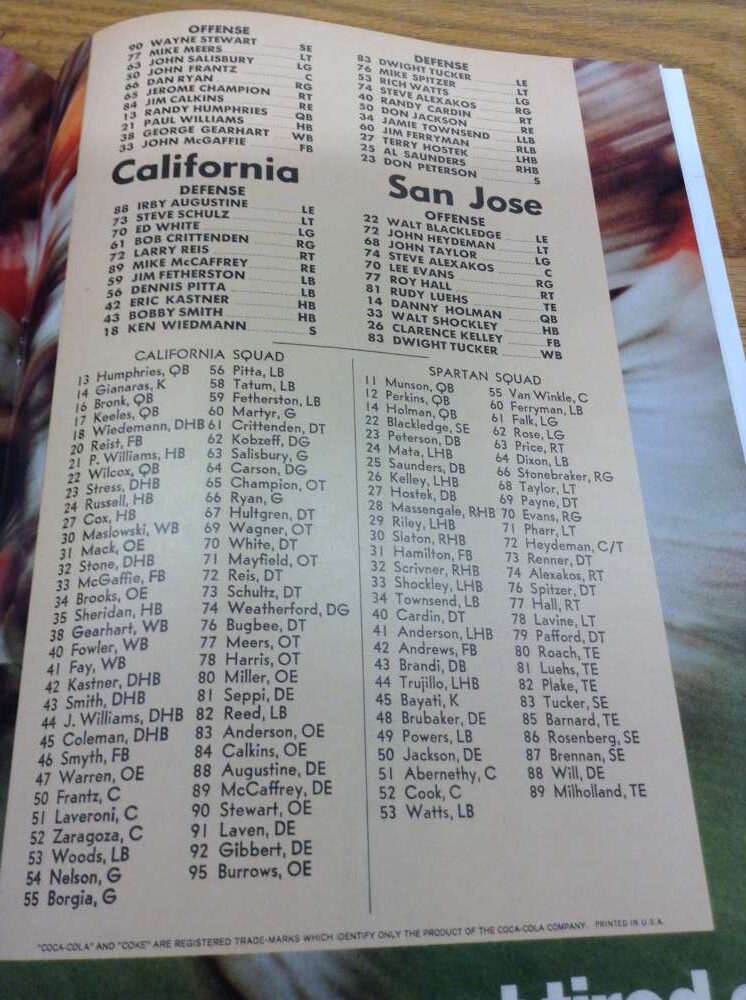 OFFENSE
90 WAYNE STEWART SE
77 MIKE MEERS LT
63 JOHN SALISBURY LG
50 JOHN FRANTZ C
66 DAN RYAN RG
65 JEROME CHAMPION RT
84 JIM CALKINS RE
13 RANDY HUMPHRIES QB
21 PAUL WILLIAMS HB
38 GEORGE GEARHART WB
33 JOHN McGAFFIE FB
California
DEFENSE
88 IRBY AUGUSTINE LE
73 STEVE SCHULZ LT
70 ED WHITE LG
61 BOB CRITTENDEN RG
72 LARRY REIS RT
89 MIKE McCAFFREY RE
59 JIM FETHERSTON LB
56 DENNIS PITTA LB
42 ERIC KASTNER HB
43 BOBBY SMITH HB
18 KEN WIEDMANN S
DEFENSE
83 DWIGHT TUCKER LE
76 MIKE SPITZER LT
53 RICH WATTS LG
74 STEVE ALEXAKOS RG
40 RANDY CARDIN RT
50 DON JACKSON RE
34 JAMIE TOWNSEND LLB
60 JIM FERRYMAN RLB
27 TERRY HOSTEK LHB
25 AL SAUNDERS RHB
23 DON PETERSON S
San Jose
OFFENSE
22 WALT BLACKLEDGE LE
72 JOHN HEYDEMAN LT
68 JOHN TAYLOR LG
74 STEVE ALEXAKOS C
70 LEE EVANS RG
77 ROY HALL RT
81 RUDY LUEHS TE
14 DANNY HOLMAN QB
33 WALT SHOCKLEY HB
26 CLARENCE KELLEY FB
83 DWIGHT TUCKER WB
CALIFORNIA SQUAD
13 Humphries, QB
14 Gianaras, K
16 Bronk, QB
17 Keeles, QB
18 Wiedemann, DHB
20 Reist, FB
21 P. Williams, HB
22 Wilcox, QB
23 Stress, DHB
24 Russell, HB
27 Cox, HB
30 Maslowski, WB
31 Mack, OE
32 Stone, DHB
33 McGaffie, FB
34 Brooks, OE
35 Sheridan, HB
38 Gearhart, WB
40 Fowler, WB
41 Fay, WB
42 Kastner, DHB
43 Smith, DHB
44 J. Williams, DHB
45 Coleman, DHB
46 Smyth, FB
47 Warren, OE
50 Frantz, C
51 Laveroni, C
52 Zaragoza, C
53 Woods, LB
54 Nelson, G
55 Borgia, G
56 Pitta, LB
58 Tatum, LB
59 Fetherston, LB
60 Martyr, G
61 Crittenden, DT
62 Kobzeff, DG
63 Salisbury, G
64 Carson, DG
65 Champion, OT
66 Ryan, G
67 Hultgren, DT
69 Wagner, OT
70 White, DT
71 Mayfield, OT
72 Reis, DT
73 Schultz, DT
74 Weatherford, DG
76 Bugbee, DT
77 Meers, OT
78 Harris, OT
80 Miller, OE
81 Seppi, DE
82 Reed, LB
83 Anderson, OE
84 Calkins, OE
88 Augustine, DE
89 McCaffrey, DE
90 Stewart, OE
91 Laven, DE
92 Gibbert, DE
95 Burrows, OE
SPARTAN SQUAD
11 Munson, QB
12 Perkins, QB
14 Holman, QB
22 Blackledge, SE
23 Peterson, DB
24 Mata, LHB
25 Saunders, DB
26 Kelley, LHB
27 Hostek, DB
28 Massengale, RHB
29 Riley, LHB
30 Slaton, RHB
31 Hamilton, FB
32 Scrivner, RHB
33 Shockley, LHB
34 Townsend, LB
40 Cardin, DT
41 Anderson, LHB
42 Andrews, FB
43 Brandi, DB
44 Trujillo, LHB
45 Bayati, K
48 Brubaker, DE
49 Powers, LB
50 Jackson, DE
51 Abernethy, C
52 Cook, C
53 Watts, LB
55 Van Winkle, C
60 Ferryman, LB
61 Falk, LG
62 Rose, LG
63 Price, RT
64 Dixon, LB
66 Stonebraker, RG
68 Taylor, LT
69 Payne, DT
70 Evans, RG
71 Pharr, LT
72 Heydeman, C/T
73 Renner, DT
74 Alexakos, RT
76 Spitzer, DT
77 Hall, RT
78 Lavine, LT
79 Pafford, DT
80 Roach, TE
81 Luehs, TE
82 Plake, TE
83 Tucker, SE
85 Barnard, TE
86 Rosenberg, SE
87 Brennan, SE
88 Will, DE
89 Milholland, TE
"COCA-COLA" AND "COKE" ARE REGISTERED TRADE-MARKS WHICH IDENTIFY ONLY THE PRODUCT OF THE COCA-COLA COMPANY. PRINTED IN U.S.A.
tired